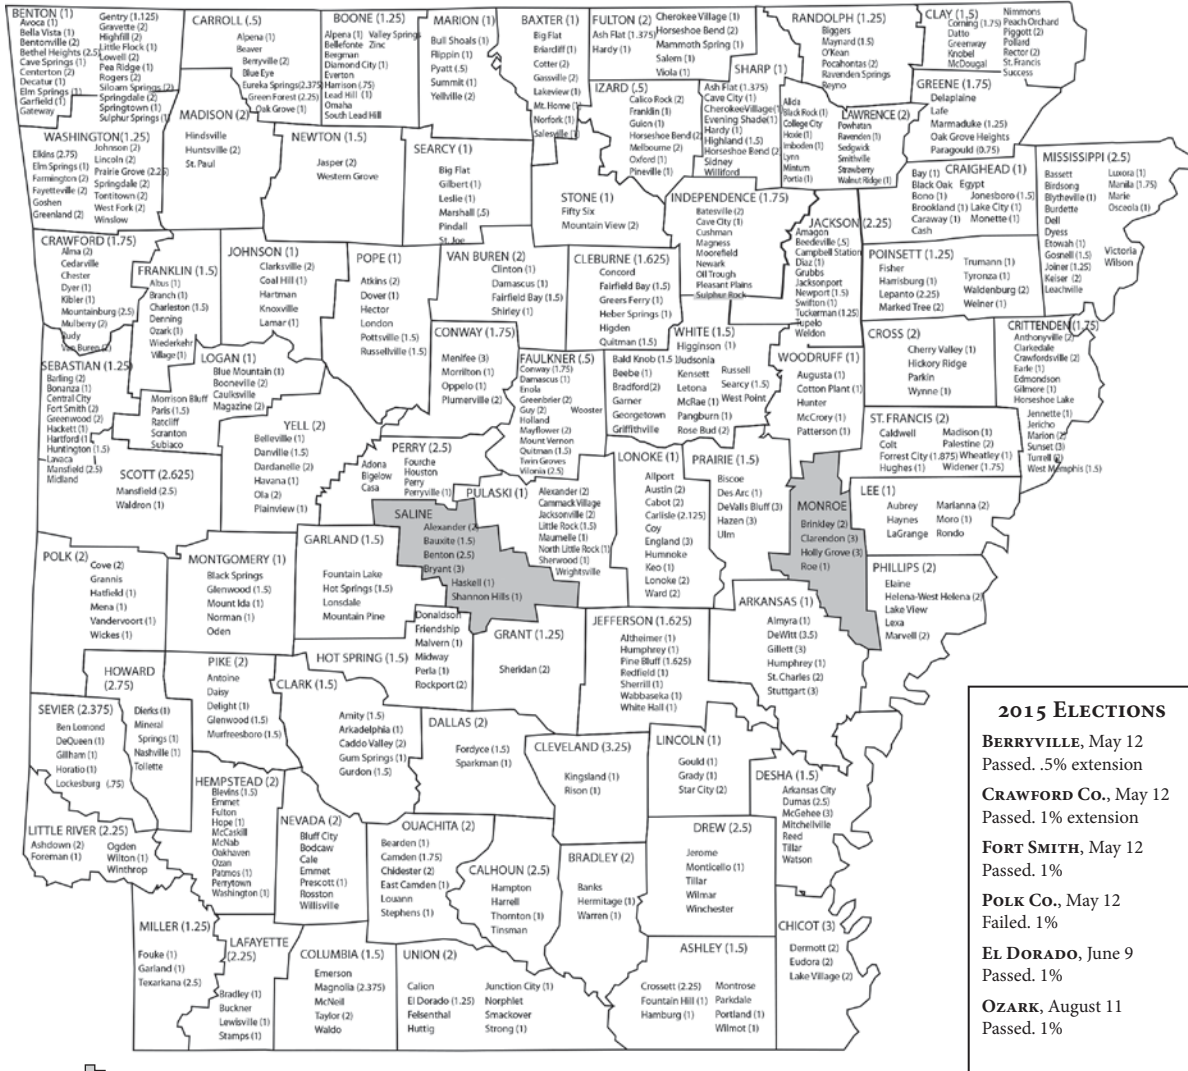 BENTON (1)
Avoca (1)
Bella Vista (1)
Bentonville (2)
Bethel Heights (2.5)
Cave Springs (1)
Centerton (2)
Decatur (1)
Elm Springs (1)
Garfield (1)
Gateway
Gentry (1.125)
Gravette (2)
Highfill (2)
Little Flock (1)
Lowell (2)
Pea Ridge (1)
Rogers (2)
Siloam Springs (2)
Springdale (2)
Springtown (1)
Sulphur Springs (1)
CARROLL (.5)
Alpena (1)
Beaver
Berryville (2)
Blue Eye
Eureka Springs(2.375)
Green Forest (2.25)
Oak Grove (1)
BOONE (1.25)
Alpena (1) Valley Springs
Bellefonte Zinc
Bergman
Diamond City (1)
Everton
Harrison (.75)
Lead Hill (1)
Omaha
South Lead Hill
MARION (1)
Bull Shoals (1)
Flippin (1)
Pyatt (.5)
Summit (1)
Yellville (2)
BAXTER (1)
Big Flat
Briarcliff (1)
Cotter (2)
Gassville (2)
Lakeview (1)
Mt. Home (1)
Norfork (1)
Salesville (1)
FULTON (2)
Ash Flat (1.375)
Hardy (1)
Cherokee Village (1)
Horseshoe Bend (2)
Mammoth Spring (1)
Salem (1)
Viola (1)
RANDOLPH (1.25)
Biggers
Maynard (1.5)
O'Kean
Pocahontas (2)
Ravenden Springs
Reyno
CLAY (1.5)
Corning (1.75)
Datto
Greenway
Knobel
McDougal
Nimmons
Peach Orchard
Piggott (2)
Pollard
Rector (2)
St. Francis
Success
WASHINGTON(1.25)
Elkins (2.75)
Elm Springs (1)
Farmington (2)
Fayetteville (2)
Goshen
Greenland (2)
Johnson (2)
Lincoln (2)
Prairie Grove (2.25)
Springdale (2)
Tontitown (2)
West Fork (2)
Winslow
MADISON (2)
Hindsville
Huntsville (2)
St. Paul
NEWTON (1.5)
Jasper (2)
Western Grove
SEARCY (1)
Big Flat
Gilbert (1)
Leslie (1)
Marshall (.5)
Pindall
St. Joe
IZARD (.5)
Calico Rock (2)
Franklin (1)
Guion (1)
Horseshoe Bend (2)
Melbourne (2)
Oxford (1)
Pineville (1)
SHARP (1)
Ash Flat (1.375)
Cave City (1)
CherokeeVillage(1)
Evening Shade(1)
Hardy (1)
Highland (1.5)
Horseshoe Bend (2)
Sidney
Williford
LAWRENCE (2)
Alicia
Black Rock (1)
College City
Hoxie (1)
Imboden (1)
Lynn
Minturn
Portia (1)
Powhatan
Ravenden (1)
Sedgwick
Smithville
Strawberry
Walnut Ridge (1)
GREENE (1.75)
Delaplaine
Lafe
Marmaduke (1.25)
Oak Grove Heights
Paragould (0.75)
CRAIGHEAD (1)
Bay (1)
Black Oak Egypt
Bono (1) Jonesboro (1.5)
Brookland (1) Lake City (1)
Caraway (1) Monette (1)
Cash
MISSISSIPPI (2.5)
Bassett
Birdsong
Blytheville (1)
Burdette
Dell
Dyess
Etowah (1)
Gosnell (1.5)
Joiner (1.25)
Keiser (2)
Leachville
Luxora (1)
Manila (1.75)
Marie
Osceola (1)
Victoria
Wilson
STONE (1)
Fifty Six
Mountain View (2)
INDEPENDENCE (1.75)
Batesville (2)
Cave City (1)
Cushman
Magness
Moorefield
Newark
Oil Trough
Pleasant Plains
Sulphur Rock
JACKSON (2.25)
Amagon
Beedeville (.5)
Campbell Station
Diaz (1)
Grubbs
Jacksonport
Newport (1.5)
Swifton (1)
Tuckerman (1.25)
Tupelo
Weldon
POINSETT (1.25)
Fisher
Harrisburg (1)
Lepanto (2.25)
Marked Tree (2)
Trumann (1)
Tyronza (1)
Waldenburg (2)
Weiner (1)
CRAWFORD (1.75)
Alma (2)
Cedarville
Chester
Dyer (1)
Kibler (1)
Mountainburg (2.5)
Mulberry (2)
Rudy
Van Buren (2)
FRANKLIN (1.5)
Altus (1)
Branch (1)
Charleston (1.5)
Denning
Ozark (1)
Wiederkehr
Village (1)
JOHNSON (1)
Clarksville (2)
Coal Hill (1)
Hartman
Knoxville
Lamar (1)
POPE (1)
Atkins (2)
Dover (1)
Hector
London
Pottsville (1.5)
Russellville (1.5)
VAN BUREN (2)
Clinton (1)
Damascus (1)
Fairfield Bay (1.5)
Shirley (1)
CLEBURNE (1.625)
Concord
Fairfield Bay (1.5)
Greers Ferry (1)
Heber Springs (1)
Higden
Quitman (1.5)
SEBASTIAN (1.25)
Barling (2)
Bonanza (1)
Central City
Fort Smith (2)
Greenwood (2)
Hackett (1)
Hartford (1)
Huntington (1.5)
Lavaca
Mansfield (2.5)
Midland
LOGAN (1)
Blue Mountain (1)
Booneville (2)
Caulksville
Magazine (2)
Morrison Bluff
Paris (1.5)
Ratcliff
Scranton
Subiaco
CONWAY (1.75)
Menifee (3)
Morrilton (1)
Oppelo (1)
Plumerville (2)
FAULKNER (.5)
Conway (1.75)
Damascus (1)
Enola
Greenbrier (2)
Guy (2) Wooster
Holland
Mayflower (2)
Mount Vernon
Quitman (1.5)
Twin Groves
Vilonia (2.5)
WHITE (1.5)
Higginson (1)
Bald Knob (1.5) Judsonia
Beebe (1)
Bradford(2)
Garner
Georgetown
Griffithville
Kensett
Letona
McRae (1)
Pangburn (1)
Rose Bud (2)
Russell
Searcy (1.5)
West Point
WOODRUFF (1)
Augusta (1)
Cotton Plant (1)
Hunter
McCrory (1)
Patterson (1)
CROSS (2)
Cherry Valley (1)
Hickory Ridge
Parkin
Wynne (1)
CRITTENDEN (1.75)
Anthonyville (2)
Clarkedale
Crawfordsville (2)
Earle (1)
Edmondson
Gilmore (1)
Horseshoe Lake
Jennette (1)
Jericho
Marion (2)
Sunset (3)
Turrell (2)
West Memphis (1.5)
ST. FRANCIS (2)
Caldwell
Colt
Forrest City (1.875)
Hughes (1)
Madison (1)
Palestine (2)
Wheatley (1)
Widener (1.75)
SCOTT (2.625)
Mansfield (2.5)
Waldron (1)
YELL (2)
Belleville (1)
Danville (1.5)
Dardanelle (2)
Havana (1)
Ola (2)
Plainview (1)
PERRY (2.5)
Adona
Bigelow
Casa
Fourche
Houston
Perry
Perryville (1)
PULASKI (1)
Alexander (2)
Cammack Village
Jacksonville (2)
Little Rock (1.5)
Maumelle (1)
North Little Rock (1)
Sherwood (1)
Wrightsville
LONOKE (1)
Allport
Austin (2)
Cabot (2)
Carlisle (2.125)
Coy
England (3)
Humnoke
Keo (1)
Lonoke (2)
Ward (2)
PRAIRIE (1.5)
Biscoe
Des Arc (1)
DeValls Bluff (3)
Hazen (3)
Ulm
MONROE
Brinkley (2)
Clarendon (3)
Holly Grove (3)
Roe (1)
LEE (1)
Aubrey
Haynes
LaGrange
Marianna (2)
Moro (1)
Rondo
PHILLIPS (2)
Elaine
Helena-West Helena (2)
Lake View
Lexa
Marvell (2)
POLK (2)
Cove (2)
Grannis
Hatfield (1)
Mena (1)
Vandervoort (1)
Wickes (1)
MONTGOMERY (1)
Black Springs
Glenwood (1.5)
Mount Ida (1)
Norman (1)
Oden
GARLAND (1.5)
Fountain Lake
Hot Springs (1.5)
Lonsdale
Mountain Pine
SALINE
Alexander (2)
Bauxite (1.5)
Benton (2.5)
Bryant (3)
Haskell (1)
Shannon Hills (1)
HOT SPRING (1.5)
Donaldson
Friendship
Malvern (1)
Midway
Perla (1)
Rockport (2)
GRANT (1.25)
Sheridan (2)
JEFFERSON (1.625)
Altheimer (1)
Humphrey (1)
Pine Bluff (1.625)
Redfield (1)
Sherrill (1)
Wabbaseka (1)
White Hall (1)
ARKANSAS (1)
Almyra (1)
DeWitt (3.5)
Gillett (3)
Humphrey (1)
St. Charles (2)
Stuttgart (3)
HOWARD
(2.75)
Dierks (1)
Mineral
Springs (1)
Nashville (1)
Tollette
PIKE (2)
Antoine
Daisy
Delight (1)
Glenwood (1.5)
Murfreesboro (1.5)
CLARK (1.5)
Amity (1.5)
Arkadelphia (1)
Caddo Valley (2)
Gum Springs (1)
Gurdon (1.5)
DALLAS (2)
Fordyce (1.5)
Sparkman (1)
CLEVELAND (3.25)
Kingsland (1)
Rison (1)
LINCOLN (1)
Gould (1)
Grady (1)
Star City (2)
DESHA (1.5)
Arkansas City
Dumas (2.5)
McGehee (3)
Mitchellville
Reed
Tillar
Watson
SEVIER (2.375)
Ben Lomond
DeQueen (1)
Gillham (1)
Horatio (1)
Lockesburg (.75)
LITTLE RIVER (2.25)
Ashdown (2)
Foreman (1)
Ogden
Wilton (1)
Winthrop
HEMPSTEAD (2)
Blevins (1.5)
Emmet
Fulton
Hope (1)
McCaskill
McNab
Oakhaven
Ozan
Patmos (1)
Perrytown
Washington (1)
NEVADA (2)
Bluff City
Bodcaw
Cale
Emmet
Prescott (1)
Rosston
Willisville
OUACHITA (2)
Bearden (1)
Camden (1.75)
Chidester (2)
East Camden (1)
Louann
Stephens (1)
CALHOUN (2.5)
Hampton
Harrell
Thornton (1)
Tinsman
BRADLEY (2)
Banks
Hermitage (1)
Warren (1)
DREW (2.5)
Jerome
Monticello (1)
Tillar
Wilmar
Winchester
MILLER (1.25)
Fouke (1)
Garland (1)
Texarkana (2.5)
LAFAYETTE
(2.25)
Bradley (1)
Buckner
Lewisville (1)
Stamps (1)
COLUMBIA (1.5)
Emerson
Magnolia (2.375)
McNeil
Taylor (2)
Waldo
UNION (2)
Calion
El Dorado (1.25)
Felsenthal
Huttig
Junction City (1)
Norphlet
Smackover
Strong (1)
ASHLEY (1.5)
Crossett (2.25)
Fountain Hill (1)
Hamburg (1)
Montrose
Parkdale
Portland (1)
Wilmot (1)
CHICOT (3)
Dermott (2)
Eudora (2)
Lake Village (2)
2015 ELECTIONS
BERRYVILLE, May 12
Passed. .5% extension
CRAWFORD CO., May 12
Passed. 1% extension
FORT SMITH, May 12
Passed. 1%
POLK CO., May 12
Failed. 1%
EL DORADO, June 9
Passed. 1%
OZARK, August 11
Passed. 1%